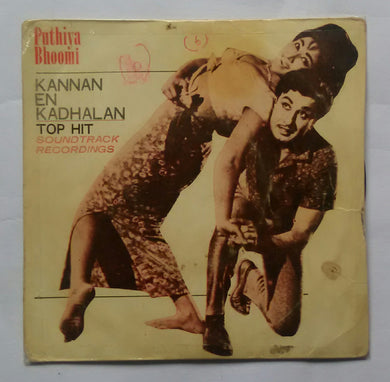 Puthiya
Bhoomi
KANNAN
EN
KADHALAN
TOP HIT
SOUNDTRACK
RECORDINGS